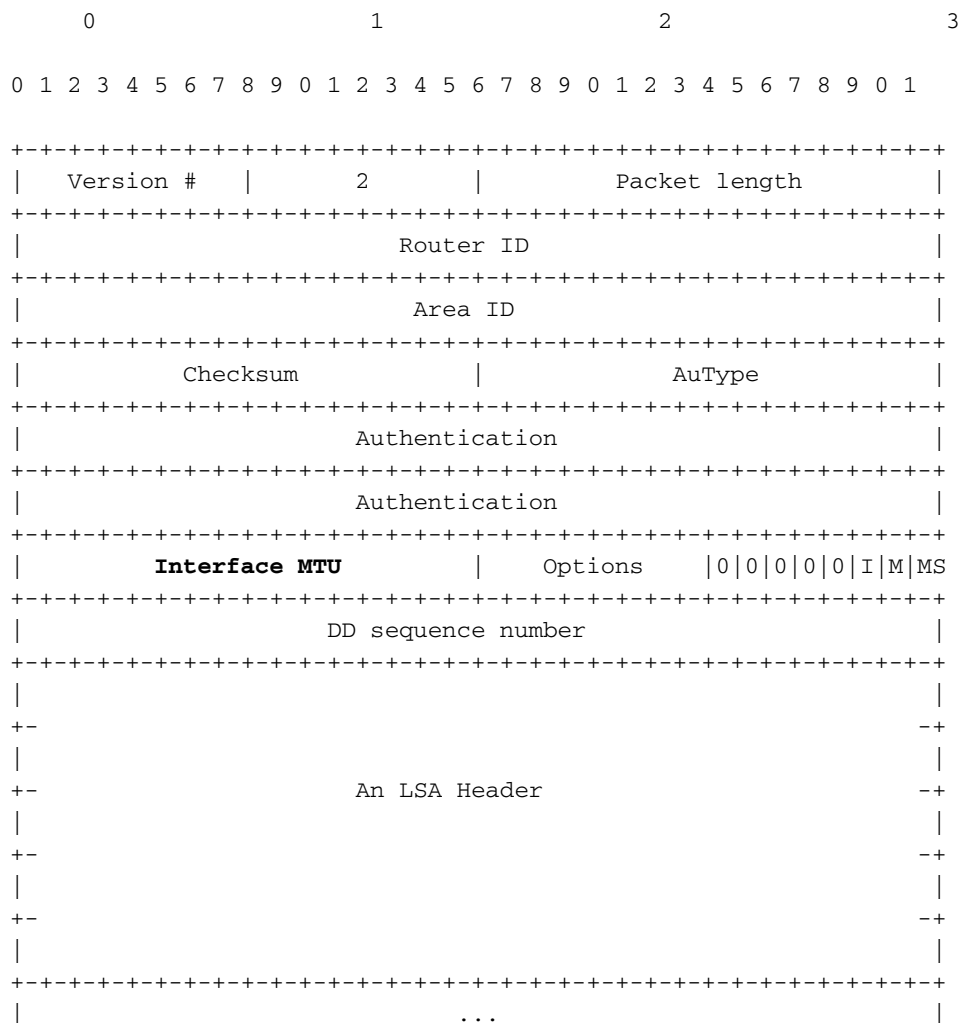 0 1 2 3
0 1 2 3 4 5 6 7 8 9 0 1 2 3 4 5 6 7 8 9 0 1 2 3 4 5 6 7 8 9 0 1
+-+-+-+-+-+-+-+-+-+-+-+-+-+-+-+-+-+-+-+-+-+-+-+-+-+-+-+-+-+-+-+-+
| Version # | 2 | Packet length |
+-+-+-+-+-+-+-+-+-+-+-+-+-+-+-+-+-+-+-+-+-+-+-+-+-+-+-+-+-+-+-+-+
| Router ID |
+-+-+-+-+-+-+-+-+-+-+-+-+-+-+-+-+-+-+-+-+-+-+-+-+-+-+-+-+-+-+-+-+
| Area ID |
+-+-+-+-+-+-+-+-+-+-+-+-+-+-+-+-+-+-+-+-+-+-+-+-+-+-+-+-+-+-+-+-+
| Checksum | AuType |
+-+-+-+-+-+-+-+-+-+-+-+-+-+-+-+-+-+-+-+-+-+-+-+-+-+-+-+-+-+-+-+-+
| Authentication |
+-+-+-+-+-+-+-+-+-+-+-+-+-+-+-+-+-+-+-+-+-+-+-+-+-+-+-+-+-+-+-+-+
| Authentication |
+-+-+-+-+-+-+-+-+-+-+-+-+-+-+-+-+-+-+-+-+-+-+-+-+-+-+-+-+-+-+-+-+
| Interface MTU | Options |0|0|0|0|0|I|M|MS
+-+-+-+-+-+-+-+-+-+-+-+-+-+-+-+-+-+-+-+-+-+-+-+-+-+-+-+-+-+-+-+-+
| DD sequence number |
+-+-+-+-+-+-+-+-+-+-+-+-+-+-+-+-+-+-+-+-+-+-+-+-+-+-+-+-+-+-+-+-+
| |
+- -+
| |
+- An LSA Header -+
| |
+- -+
| |
+- -+
| |
+-+-+-+-+-+-+-+-+-+-+-+-+-+-+-+-+-+-+-+-+-+-+-+-+-+-+-+-+-+-+-+-+
| ... |